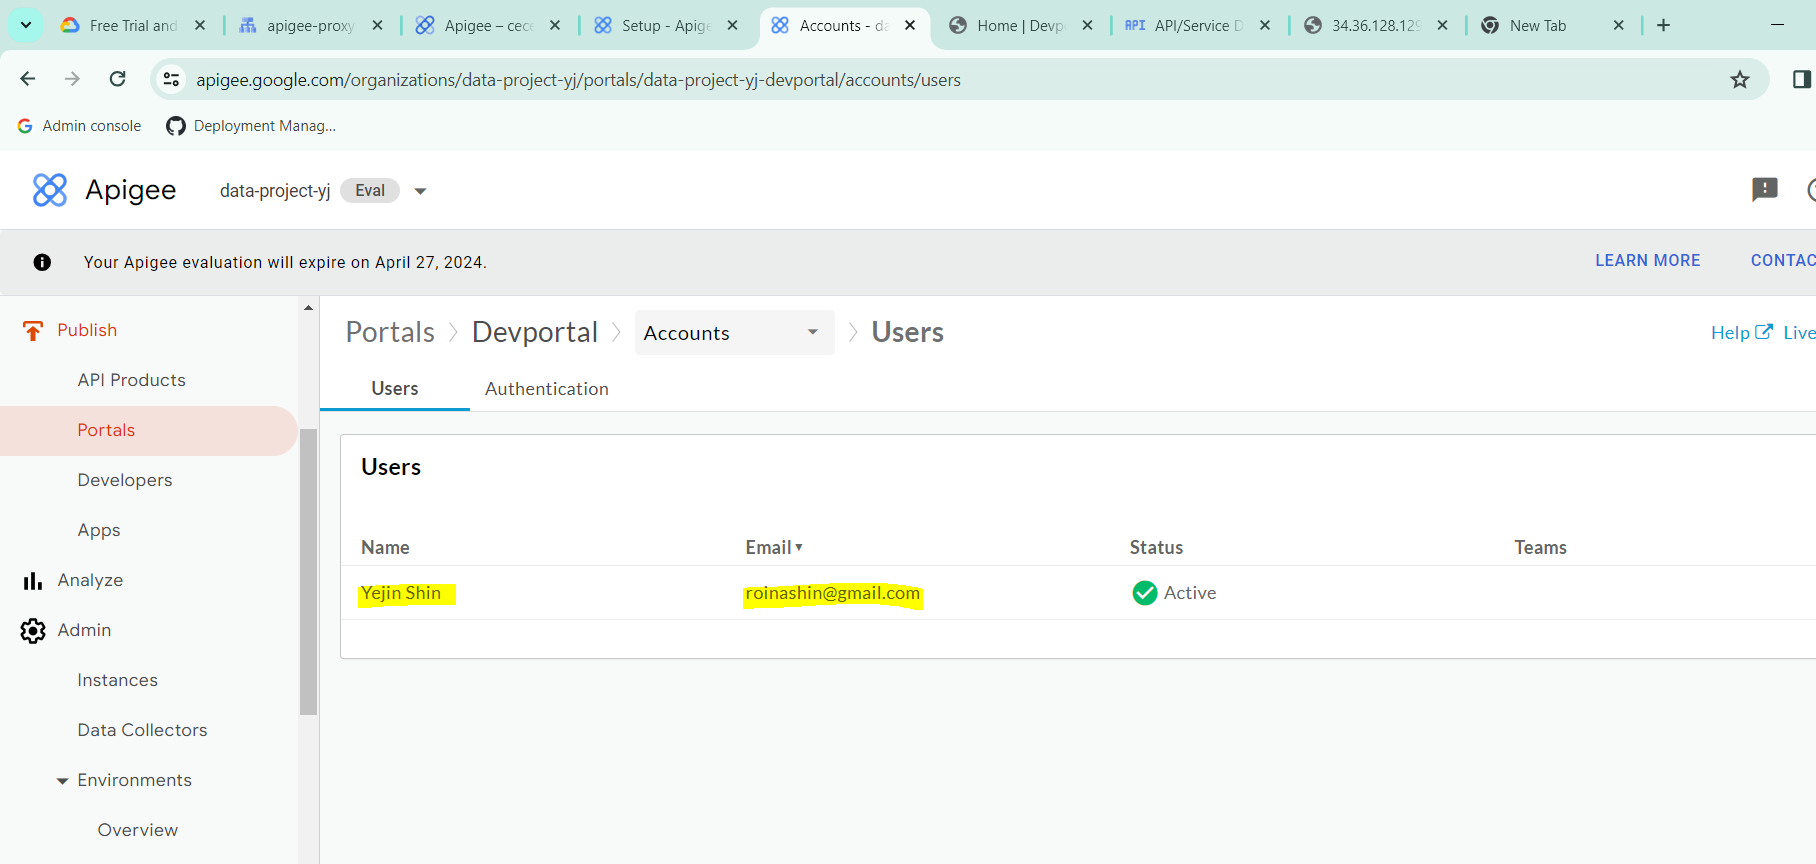 Free Trial and
apigee-proxy
Apigee – cece
Setup - Apige
Accounts - da
Home | Devp
API API/Service D
34.36.128.129
New Tab
apigee.google.com/organizations/data-project-yj/portals/data-project-yj-devportal/accounts/users
Admin console
Deployment Manag...
Apigee
data-project-yj
Eval
Your Apigee evaluation will expire on April 27, 2024.
LEARN MORE
CONTAC
Publish
API Products
Portals
Developers
Apps
Analyze
Admin
Instances
Data Collectors
Environments
Overview
Portals
Devportal
Accounts
Users
Help
Live
Users
Authentication
Users
Name
Email
Status
Teams
Yejin Shin
roinashin@gmail.com
Active